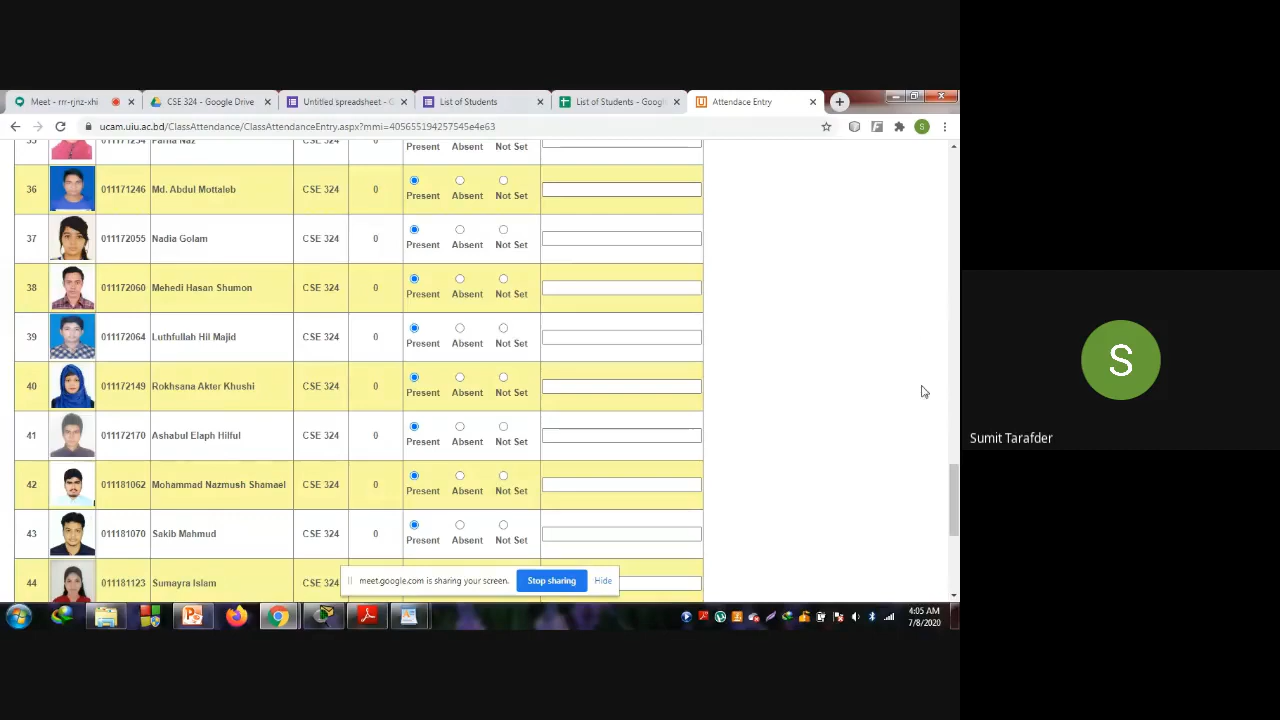 Meet - rrr-rjnz-xhi
CSE 324 - Google Drive
Untitled spreadsheet - G
List of Students
List of Students - Google
Attendace Entry
ucam.uiu.ac.bd/ClassAttendance/ClassAttendanceEntry.aspx?mmi=405655194257545e4e63
S
CSE 324 0 Present Absent Not Set
36 011171246 Md. Abdul Mottaleb CSE 324 0 Present Absent Not Set
37 011172055 Nadia Golam CSE 324 0 Present Absent Not Set
38 011172060 Mehedi Hasan Shumon CSE 324 0 Present Absent Not Set
39 011172064 Luthfullah Hil Majid CSE 324 0 Present Absent Not Set
40 011172149 Rokhsana Akter Khushi CSE 324 0 Present Absent Not Set
41 011172170 Ashabul Elaph Hilful CSE 324 0 Present Absent Not Set
42 011181062 Mohammad Nazmush Shamael CSE 324 0 Present Absent Not Set
43 011181070 Sakib Mahmud CSE 324 0 Present Absent Not Set
44 011181123 Sumayra Islam CSE 324
meet.google.com is sharing your screen. Stop sharing Hide
4:05 AM
7/8/2020
S
Sumit Tarafder